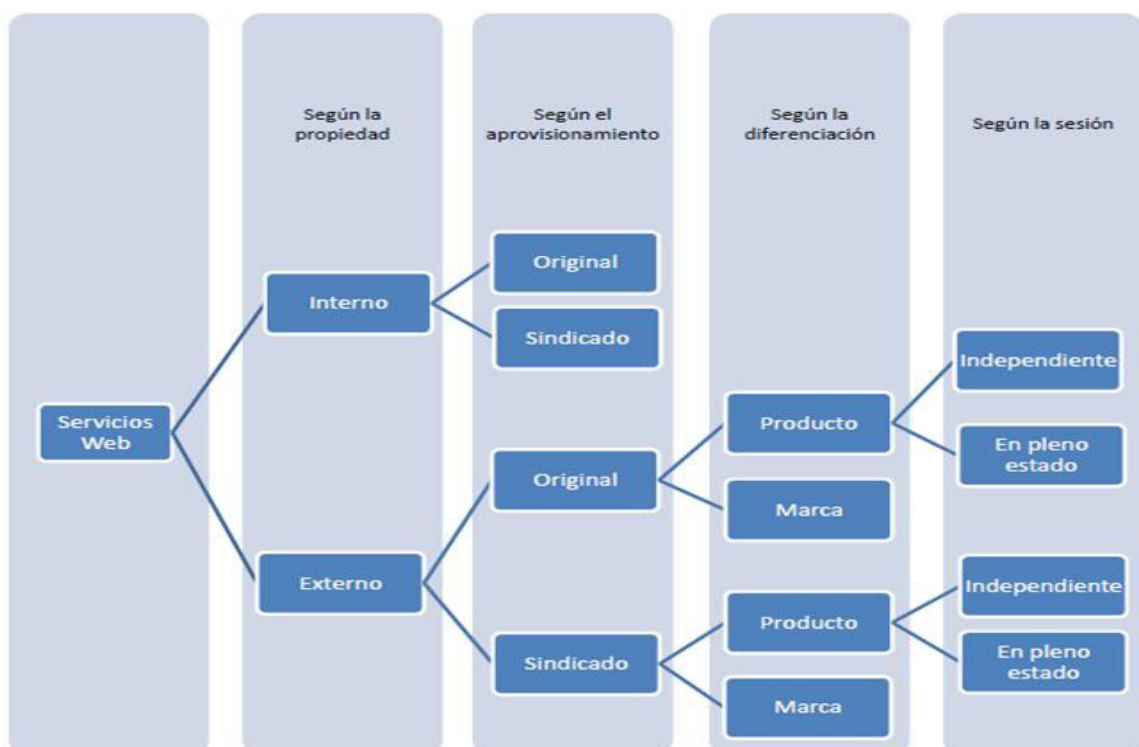 Según la
propiedad
Según el
aprovisionamiento
Según la
diferenciación
Según la sesión
Servicios
Web
Interno
Externo
Original
Sindicado
Original
Sindicado
Producto
Marca
Producto
Marca
Independiente
En pleno
estado
Independiente
En pleno
estado